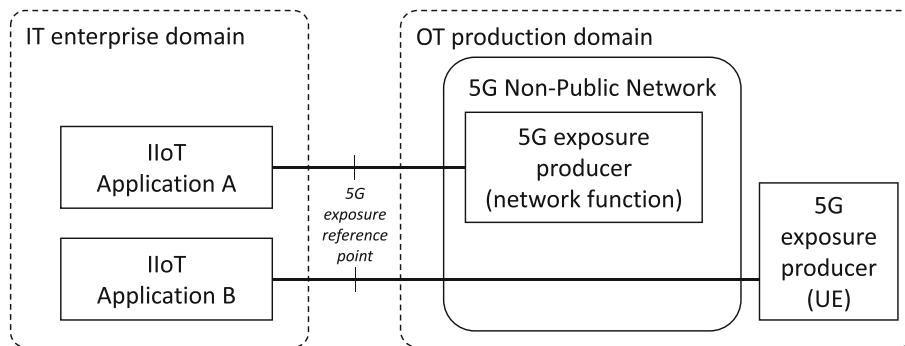 IT enterprise domain
OT production domain
5G Non-Public Network
IIoT
Application A
5G exposure
producer
(network function)
5G
exposure
reference
point
IIoT
Application B
5G
exposure
producer
(UE)